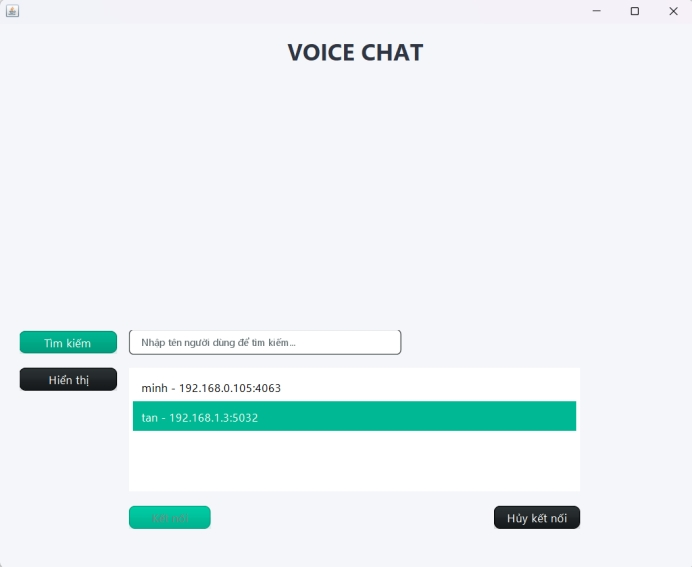 VOICE CHAT
Tìm kiếm
Nhập tên người dùng để tìm kiếm...
Hiển thị
minh - 192.168.0.105:4063
tan - 192.168.1.3:5032
Hủy kết nối